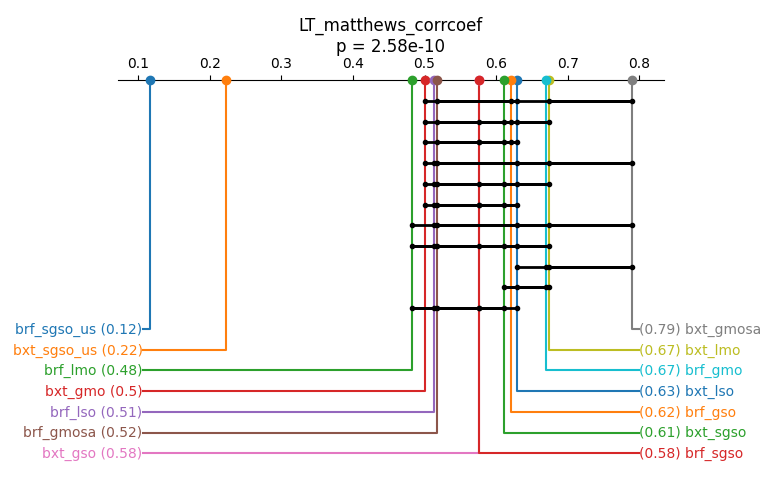 LT_matthews_corrcoef
p = 2.58e-10
0.1 0.2 0.3 0.4 0.5 0.6 0.7 0.8
brf_sgso_us (0.12) (0.79) bxt_gmosa
bxt_sgso_us (0.22) (0.67) bxt_lmo
brf_lmo (0.48) (0.67) brf_gmo
bxt_gmo (0.5) (0.63) bxt_lso
brf_lso (0.51) (0.62) brf_gso
brf_gmosa (0.52) (0.61) bxt_sgso
bxt_gso (0.58) (0.58) brf_sgso